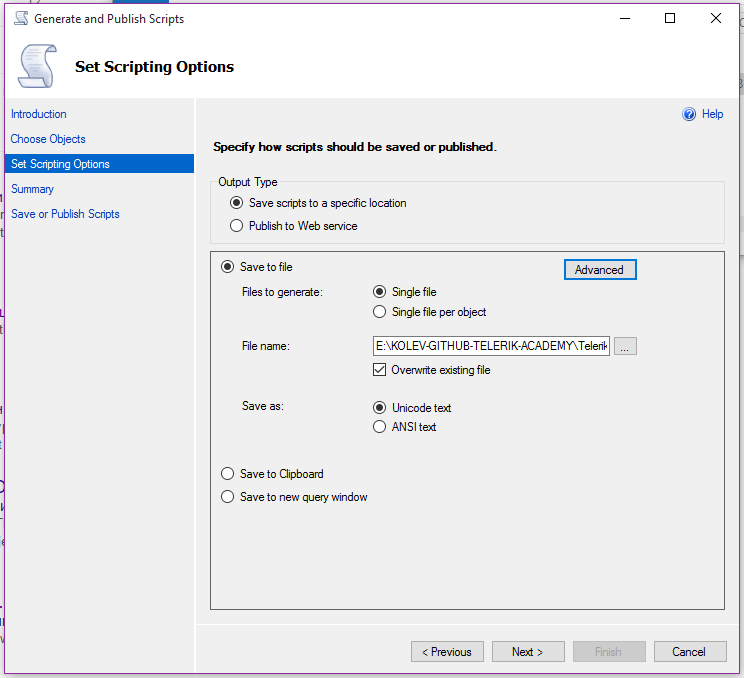 Generate and Publish Scripts
Set Scripting Options
Introduction
Choose Objects
Set Scripting Options
Summary
Save or Publish Scripts
Help
Specify how scripts should be saved or published.
Output Type
Save scripts to a specific location
Publish to Web service
Save to file
Advanced
Files to generate:
Single file
Single file per object
File name:
E:\KOLEV-GITHUB-TELERIK-ACADEMY\Telerik
...
Overwrite existing file
Save as:
Unicode text
ANSI text
Save to Clipboard
Save to new query window
< Previous
Next >
Finish
Cancel